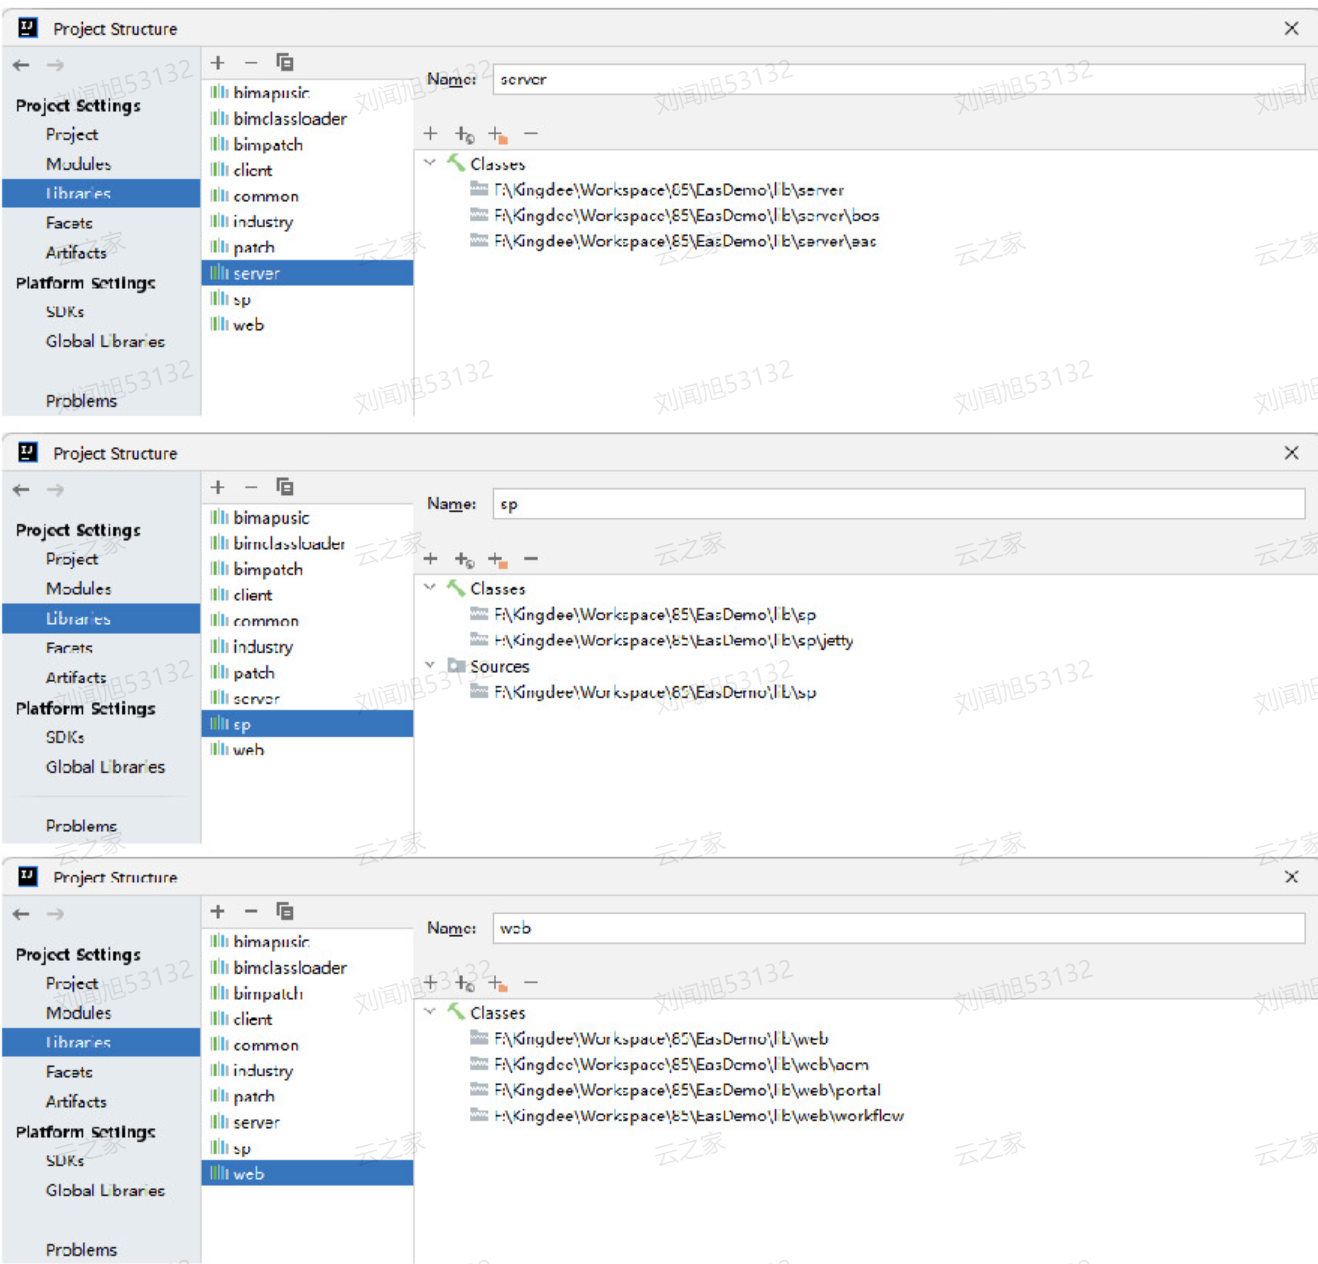 Project Structure
Project Settings
Project
Modules
Libraries
Facets
Artifacts
Platform Settings
SDKs
Global Libraries
Problems
bimapusic
bimclassloader
bimpatch
client
common
industry
patch
server
sp
web
Name: server
Classes
F:\Kingdee\Workspace\85\EasDemo\lib\server
F:\Kingdee\Workspace\85\EasDemo\lib\server\bos
F:\Kingdee\Workspace\85\EasDemo\lib\server\eas
Project Structure
Project Settings
Project
Modules
Libraries
Facets
Artifacts
Platform Settings
SDKs
Global Libraries
Problems
bimapusic
bimclassloader
bimpatch
client
common
industry
patch
server
sp
web
Name: sp
Classes
F:\Kingdee\Workspace\85\EasDemo\lib\sp
F:\Kingdee\Workspace\85\EasDemo\lib\sp\jetty
Sources
F:\Kingdee\Workspace\85\EasDemo\lib\sp
Project Structure
Project Settings
Project
Modules
Libraries
Facets
Artifacts
Platform Settings
SDKs
Global Libraries
Problems
bimapusic
bimclassloader
bimpatch
client
common
industry
patch
server
sp
web
Name: web
Classes
F:\Kingdee\Workspace\85\EasDemo\lib\web
F:\Kingdee\Workspace\85\EasDemo\lib\web\acm
F:\Kingdee\Workspace\85\EasDemo\lib\web\portal
F:\Kingdee\Workspace\85\EasDemo\lib\web\workflow
刘闻旭53132
云之家